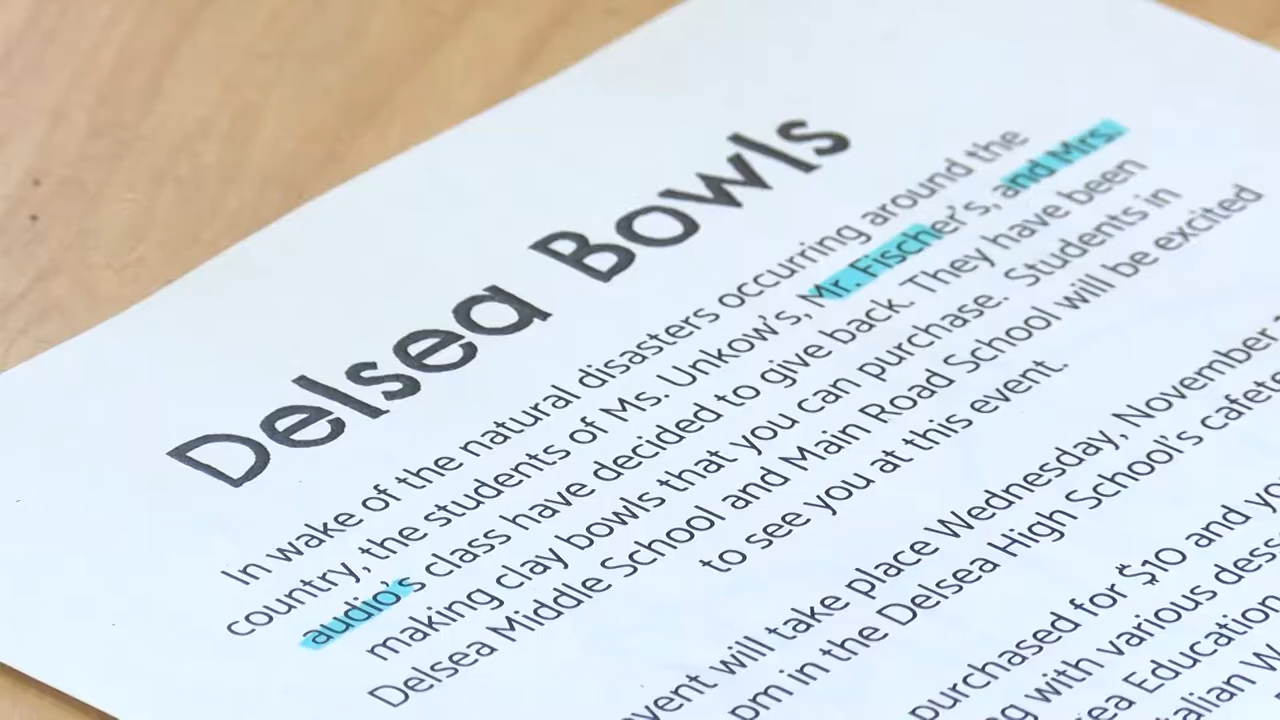 Delsea Bowls
In wake of the natural disasters occurring around the
country, the students of Ms. Unkow's, Mr. Fischer's, and Mrs.
audio's class have decided to give back. They have been
making clay bowls that you can purchase. Students in
Delsea Middle School and Main Road School will be excited
to see you at this event.
event will take place Wednesday, November
pm in the Delsea High School's
purchased for $10 and
with various
Education